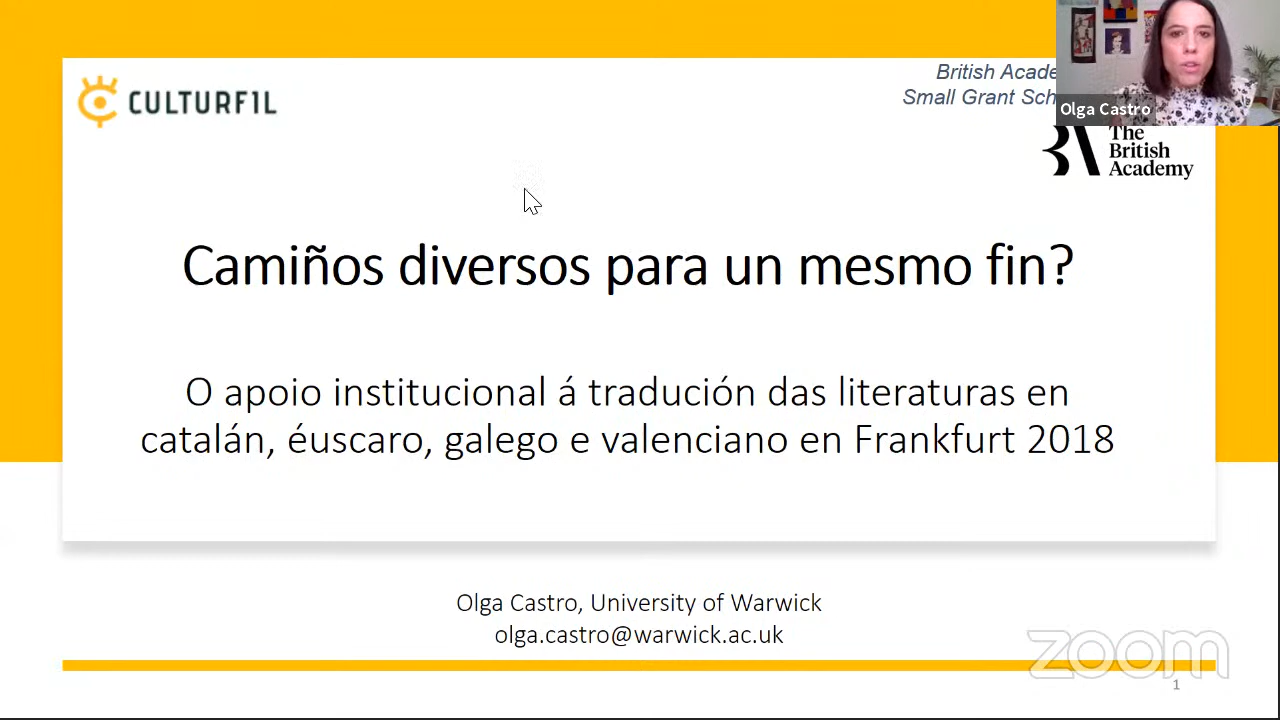 CULTURFIL
British Acade
Small Grant Sch
Olga Castro
The
British
Academy
Camiños diversos para un mesmo fin?
O apoio institucional á tradución das literaturas en
catalán, éuscaro, galego e valenciano en Frankfurt 2018
Olga Castro, University of Warwick
olga.castro@warwick.ac.uk
zoom
1